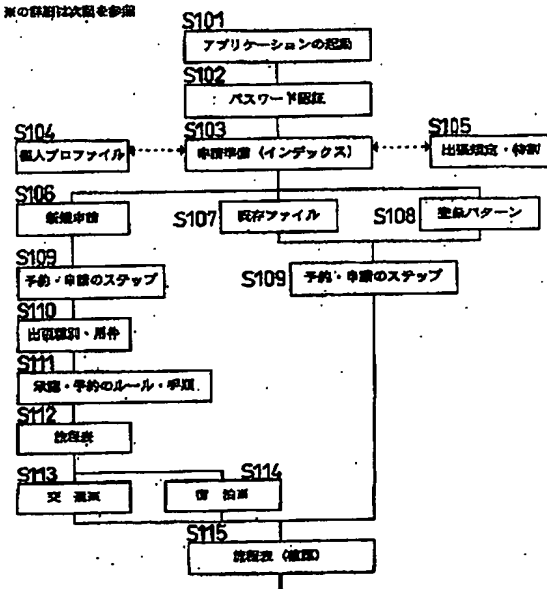 ※の詳細は次図を参照
S101
アプリケーションの起動
S102
パスワード認証
S104
個人プロファイル
S103
申請準備(インデックス)
S105
出張規定・特割
S106
新規申請
S107
既存ファイル
S108
登録パターン
S109
予約・申請のステップ
S109
予約・申請のステップ
S110
出張種別、用件
S111
承認・予約のルール・手順
S112
旅程表
S113
交通
S114
宿泊
S115
旅程表(確認)